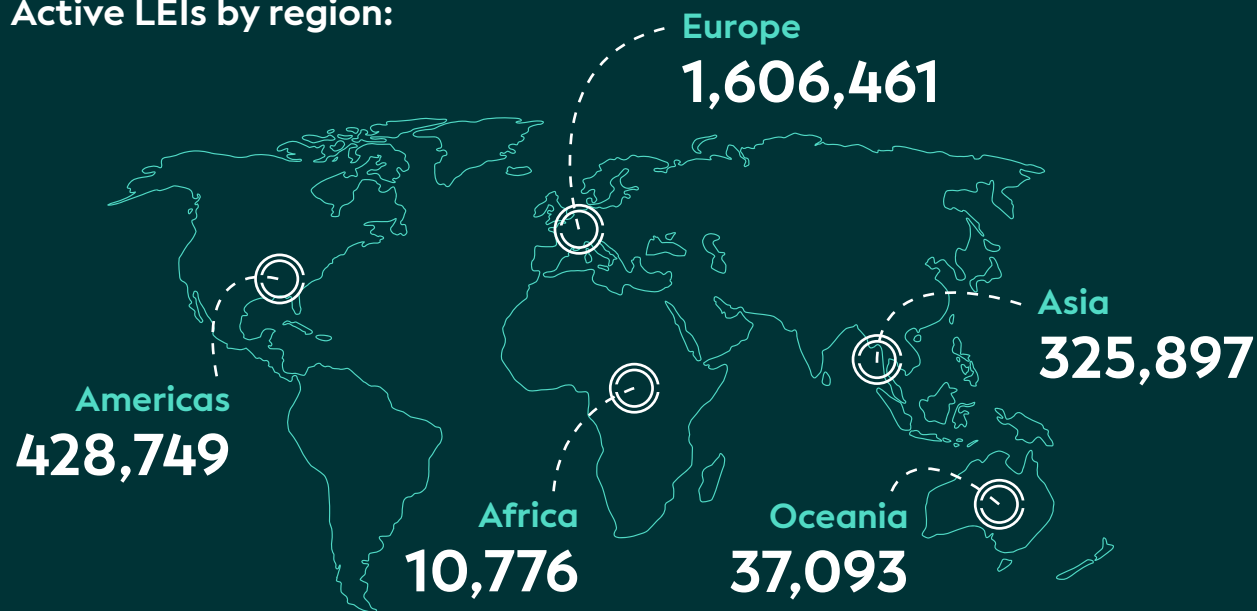 Active LEIs by region:
Europe
1,606,461
Asia
325,897
Americas
428,749
Africa
10,776
Oceania
37,093